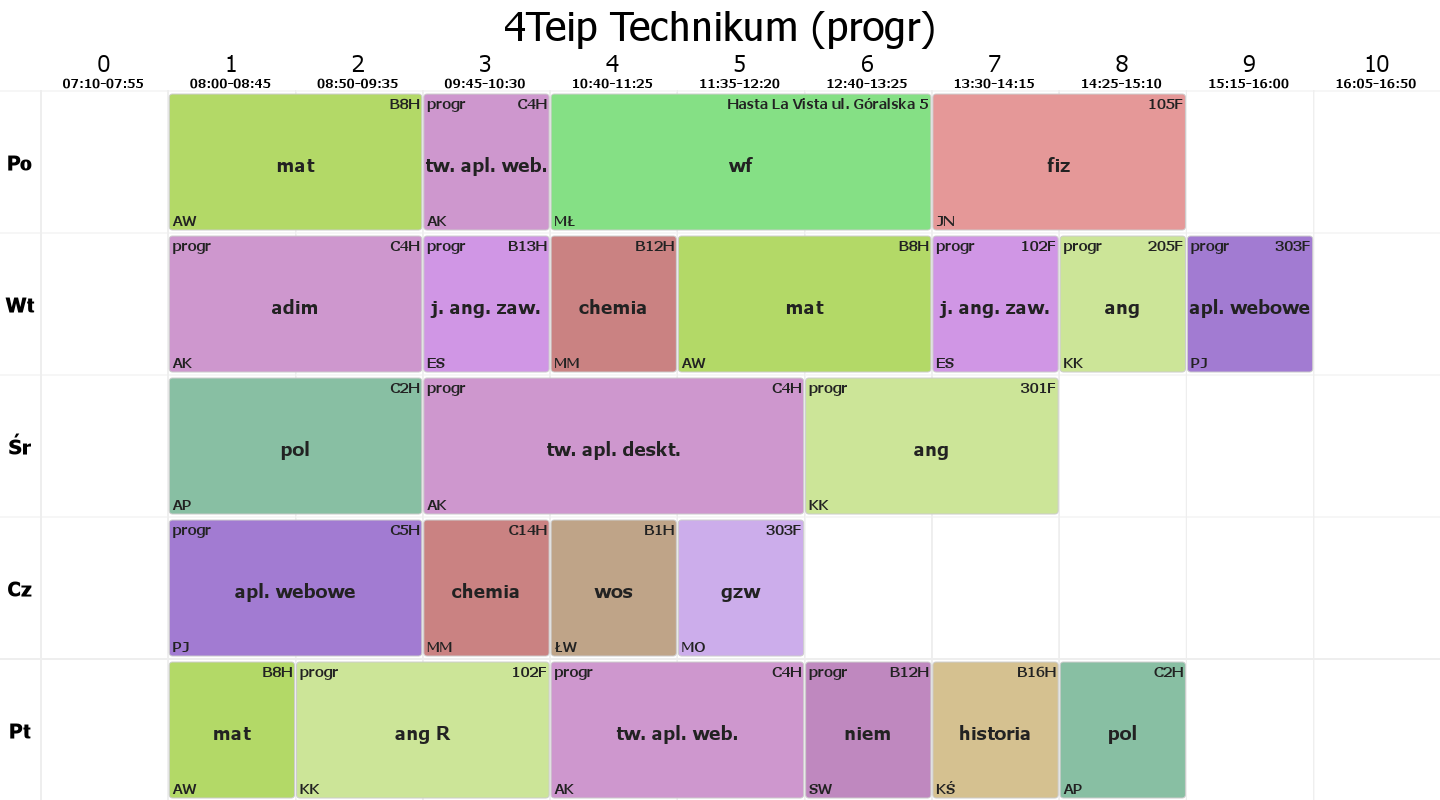 4Teip Technikum (progr)
0 1 2 3 4 5 6 7 8 9 10
07:10-07:55 08:00-08:45 08:50-09:35 09:45-10:30 10:40-11:25 11:35-12:20 12:40-13:25 13:30-14:15 14:25-15:10 15:15-16:00 16:05-16:50
B8H progr C4H Hasta La Vista ul. Góralska 5 105F
Po mat tw. apl. web. wf fiz
AW AK MŁ JN
progr C4H progr B13H B12H B8H progr 102F progr 205F progr 303F
Wt adim j. ang. zaw. chemia mat j. ang. zaw. ang apl. webowe
AK ES MM AW ES KK PJ
C2H progr C4H progr 301F
Śr pol tw. apl. deskt. ang
AP AK KK
progr C5H C14H B1H 303F
Cz apl. webowe chemia wos gzw
PJ MM ŁW MO
B8H progr 102F progr C4H progr B12H B16H C2H
Pt mat ang R tw. apl. web. niem historia pol
AW KK AK SW KŚ AP